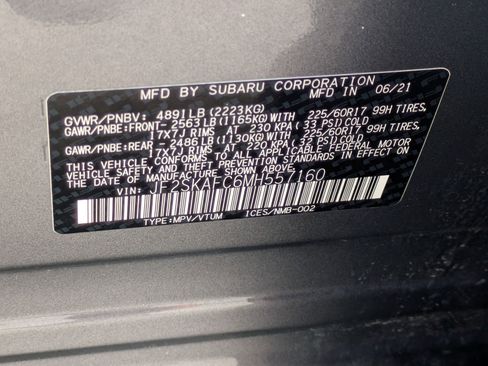 MFD BY SUBARU CORPORATION IN 06/21
GVWR/PNBV: 4891LB(2223KG)
GAWR/PNBE:FRONT-2563LB(1165KG)WITH 225/60R17 99H TIRES,
17X7J RIMS AT 230 KPA(33 PSI)COLD
GAWR/PNBE:REAR--2486LB(1130KG)WITH 225/60R17 99H TIRES,
17X7J RIMS AT 220 KPA(32 PSI)COLD
THIS VEHICLE CONFORMS TO ALL APPLICABLE FEDERAL MOTOR
VEHICLE SAFETY BUMPER AND THEFT PREVENTION STANDARDS
IN EFFECT ON THE DATE OF MANUFACTURE SHOWN ABOVE.
JF2SKAFC6MH557160
TYPE:MPV/VTUM ICES/NMB-002